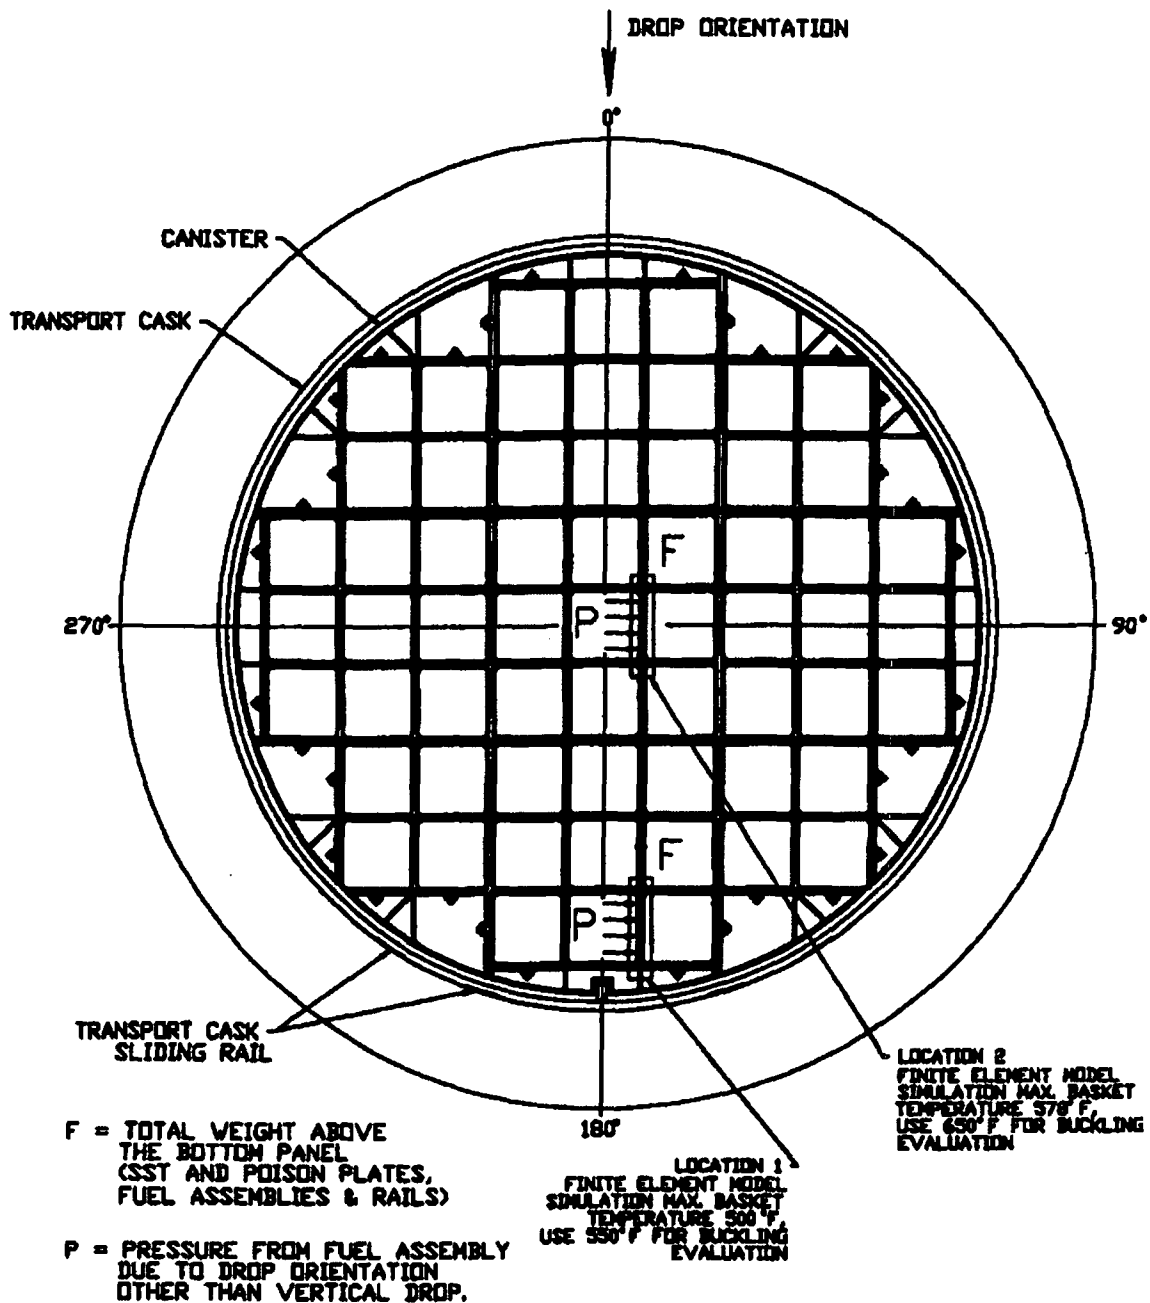 DROP ORIENTATION
0°
CANISTER
TRANSPORT CASK
F
P
270°
90°
F
P
TRANSPORT CASK
SLIDING RAIL
180°
LOCATION 2
FINITE ELEMENT MODEL
SIMULATION MAX. BASKET
TEMPERATURE 578°F,
USE 650°F FOR BUCKLING
EVALUATION
F = TOTAL WEIGHT ABOVE
THE BOTTOM PANEL
(SST AND POISON PLATES,
FUEL ASSEMBLIES & RAILS)
LOCATION 1
FINITE ELEMENT MODEL
SIMULATION MAX. BASKET
TEMPERATURE 500°F,
USE 550°F FOR BUCKLING
EVALUATION
P = PRESSURE FROM FUEL ASSEMBLY
DUE TO DROP ORIENTATION
OTHER THAN VERTICAL DROP.